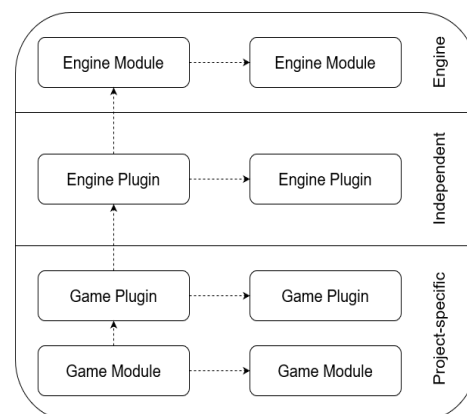 Engine Module
Engine Module
Engine
Engine Plugin
Engine Plugin
Independent
Game Plugin
Game Plugin
Game Module
Game Module
Project-specific